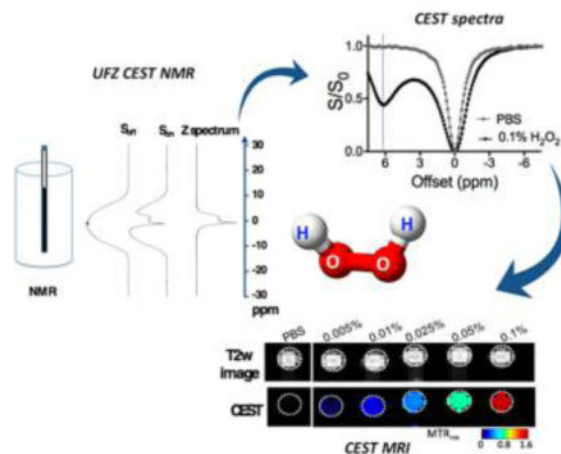 UFZ CEST NMR
S off
S on
Z spectrum
30
20
10
0
-10
-20
-30
ppm
NMR
CEST spectra
S/S0
1.0
0.5
0.0
PBS
0.1% H2O2
6
3
0
-3
-6
Offset (ppm)
H
O
O
H
PBS
0.005%
0.01%
0.025%
0.05%
0.1%
T2w
image
CEST
MTR
0
0.8
1.6
CEST MRI